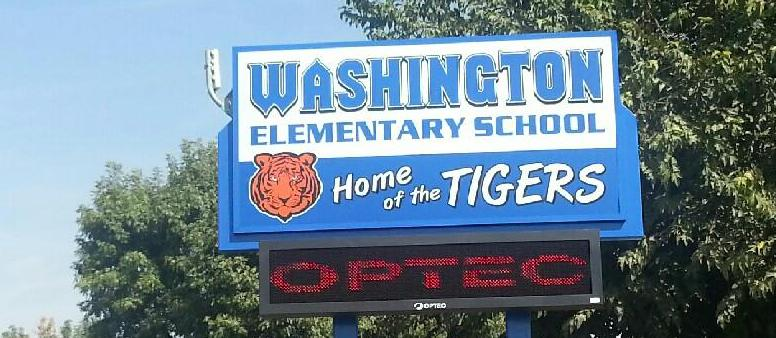 WASHINGTON
ELEMENTARY SCHOOL
Home of the TIGERS
OPTEC
OPTEC